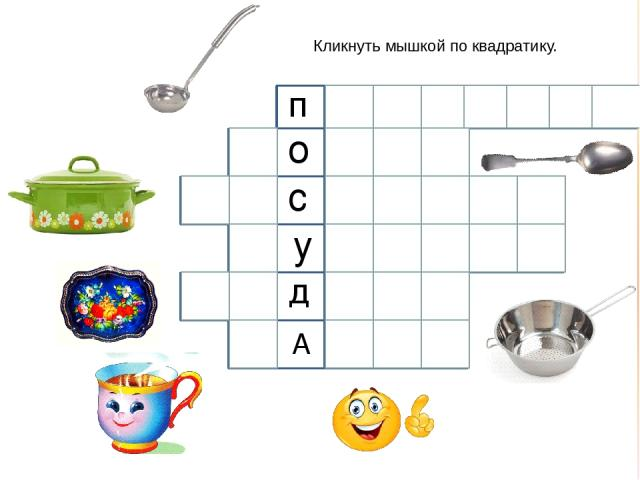 Кликнуть мышкой по квадратику.
п
о
с
у
д
А